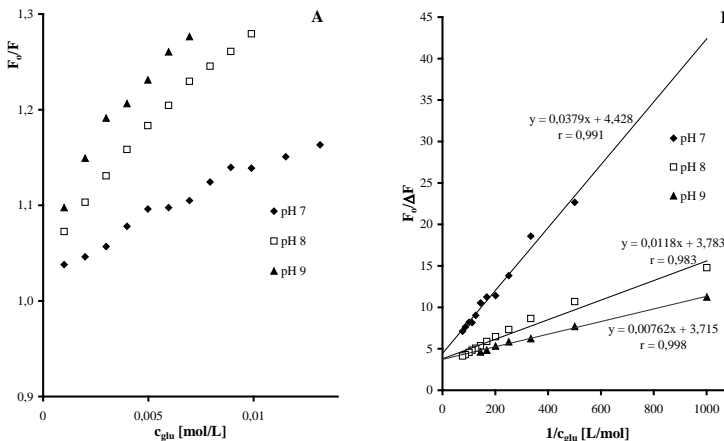 A
1,3
1,2
1,1
1,0
0,9
F₀/F
0
0,005
0,01
c_glu [mol/L]
pH 7
pH 8
pH 9
45
40
35
30
25
20
15
10
5
0
F₀/ΔF
0
200
400
600
800
1000
1/c_glu [L/mol]
y = 0,0379x + 4,428
r = 0,991
pH 7
pH 8
pH 9
y = 0,0118x + 3,783
r = 0,983
y = 0,00762x + 3,715
r = 0,998